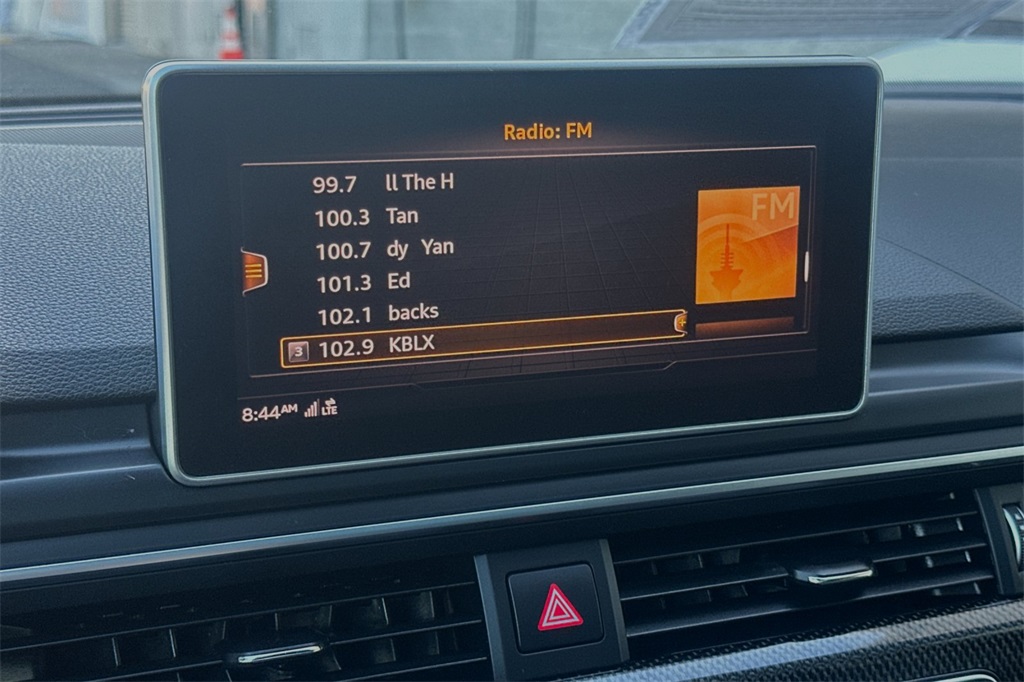 Radio: FM
99.7 ll The H
100.3 Tan
100.7 dy Yan
101.3 Ed
102.1 backs
3 102.9 KBLX
FM
8:44AM LTE